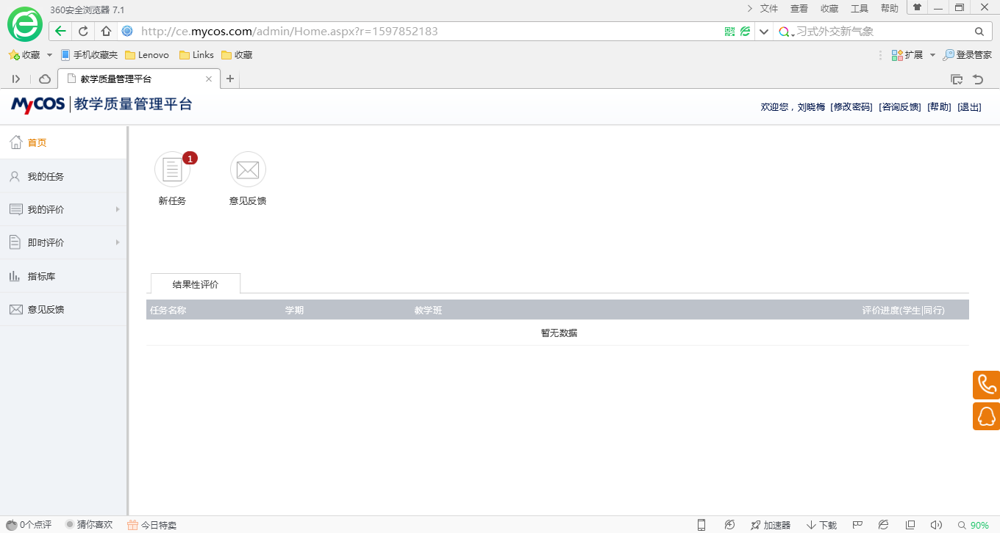 360安全浏览器 7.1
文件 查看 收藏 工具 帮助
http://ce.mycos.com/admin/Home.aspx?r=1597852183
习式外交新气象
收藏 手机收藏夹 Lenovo Links 收藏 扩展 登录管家
教学质量管理平台
MyCOS 教学质量管理平台
欢迎您，刘晓梅 [修改密码] [咨询反馈] [帮助] [退出]
首页
我的任务
我的评价
即时评价
指标库
意见反馈
1
新任务 意见反馈
结果性评价
任务名称 学期 教学班 评价进度(学生|同行)
暂无数据
0个点评 猜你喜欢 今日特卖 加速器 下载 90%